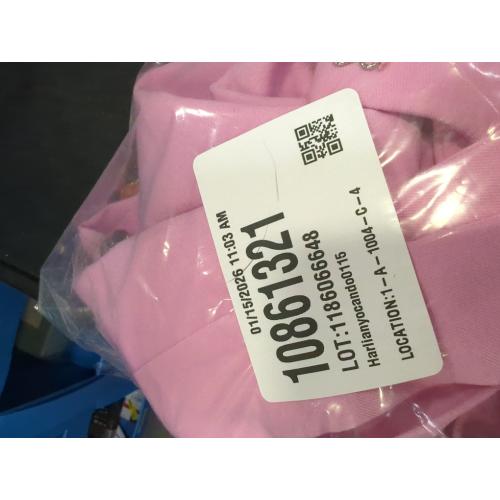 01/15/2026 11:03 AM
10861321
LOT:1186066648
Harlianyocando0116
LOCATION:1-A-1004-C-4